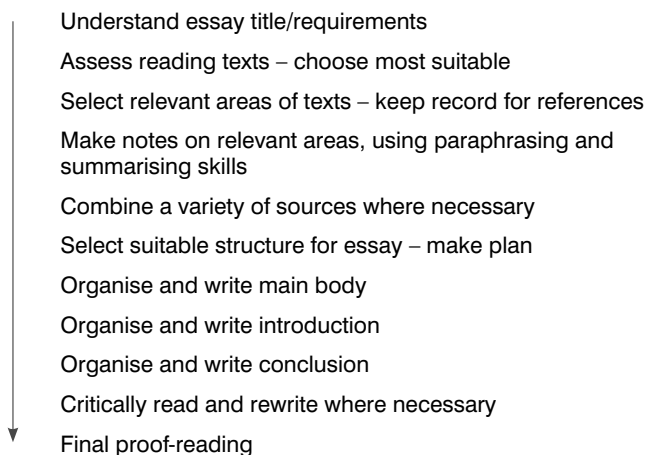 Understand essay title/requirements
Assess reading texts – choose most suitable
Select relevant areas of texts – keep record for references
Make notes on relevant areas, using paraphrasing and
summarising skills
Combine a variety of sources where necessary
Select suitable structure for essay – make plan
Organise and write main body
Organise and write introduction
Organise and write conclusion
Critically read and rewrite where necessary
Final proof-reading